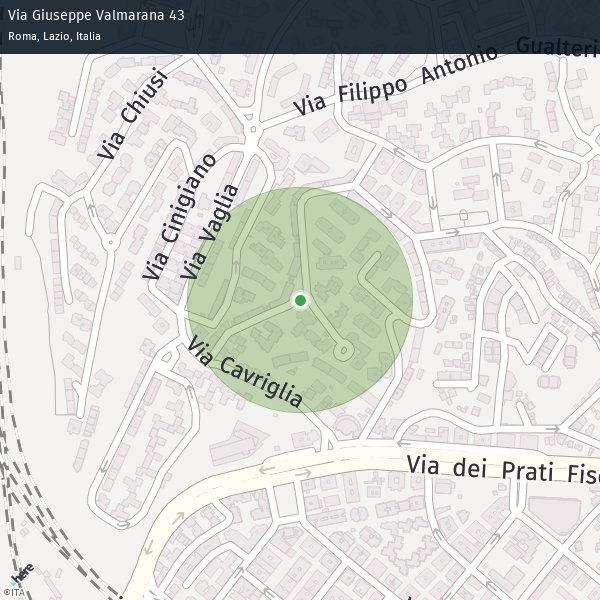 Via Giuseppe Valmarana 43
Roma, Lazio, Italia
Gualteri
Via Filippo Antonio
Via Chiusi
Via Cinigiano
Via Vaglia
Via Cavriglia
Via dei Prati Fisc
here
©ITA